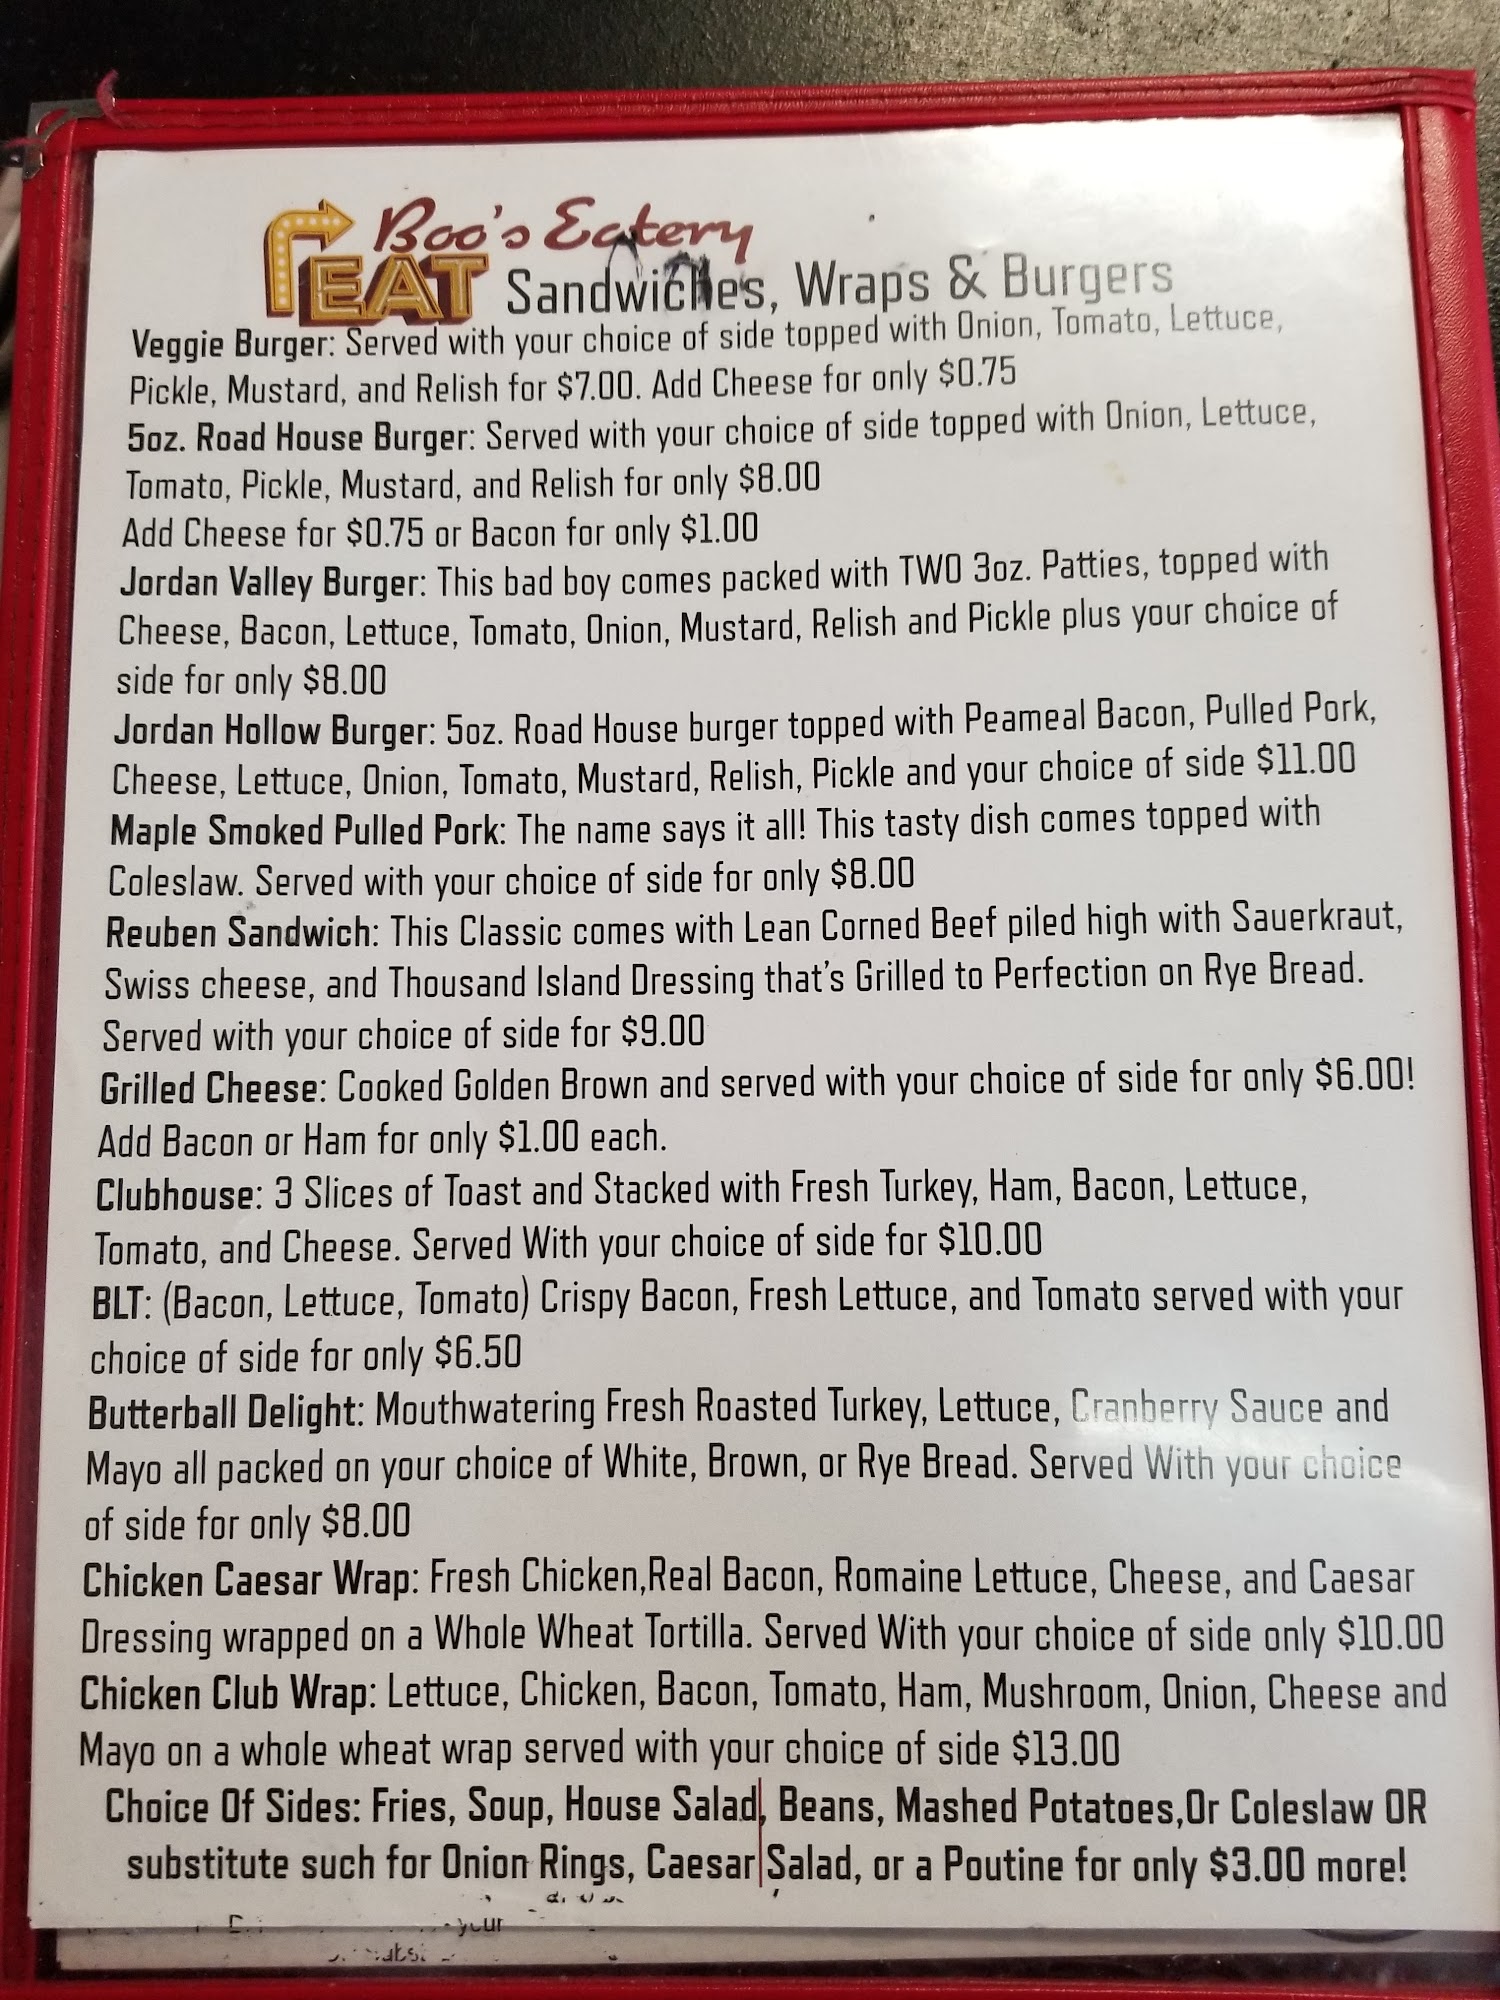 Boo's Eatery
EAT
Sandwiches, Wraps & Burgers
Veggie Burger: Served with your choice of side topped with Onion, Tomato, Lettuce,
Pickle, Mustard, and Relish for $7.00. Add Cheese for only $0.75
5oz. Road House Burger: Served with your choice of side topped with Onion, Lettuce,
Tomato, Pickle, Mustard, and Relish for only $8.00
Add Cheese for $0.75 or Bacon for only $1.00
Jordan Valley Burger: This bad boy comes packed with TWO 3oz. Patties, topped with
Cheese, Bacon, Lettuce, Tomato, Onion, Mustard, Relish and Pickle plus your choice of
side for only $8.00
Jordan Hollow Burger: 5oz. Road House burger topped with Peameal Bacon, Pulled Pork,
Cheese, Lettuce, Onion, Tomato, Mustard, Relish, Pickle and your choice of side $11.00
Maple Smoked Pulled Pork: The name says it all! This tasty dish comes topped with
Coleslaw. Served with your choice of side for only $8.00
Reuben Sandwich: This Classic comes with Lean Corned Beef piled high with Sauerkraut,
Swiss cheese, and Thousand Island Dressing that's Grilled to Perfection on Rye Bread.
Served with your choice of side for $9.00
Grilled Cheese: Cooked Golden Brown and served with your choice of side for only $6.00!
Add Bacon or Ham for only $1.00 each.
Clubhouse: 3 Slices of Toast and Stacked with Fresh Turkey, Ham, Bacon, Lettuce,
Tomato, and Cheese. Served With your choice of side for $10.00
BLT: (Bacon, Lettuce, Tomato) Crispy Bacon, Fresh Lettuce, and Tomato served with your
choice of side for only $6.50
Butterball Delight: Mouthwatering Fresh Roasted Turkey, Lettuce, Cranberry Sauce and
Mayo all packed on your choice of White, Brown, or Rye Bread. Served With your choice
of side for only $8.00
Chicken Caesar Wrap: Fresh Chicken,Real Bacon, Romaine Lettuce, Cheese, and Caesar
Dressing wrapped on a Whole Wheat Tortilla. Served With your choice of side only $10.00
Chicken Club Wrap: Lettuce, Chicken, Bacon, Tomato, Ham, Mushroom, Onion, Cheese and
Mayo on a whole wheat wrap served with your choice of side $13.00
Choice Of Sides: Fries, Soup, House Salad, Beans, Mashed Potatoes,Or Coleslaw OR
substitute such for Onion Rings, Caesar Salad, or a Poutine for only $3.00 more!
your